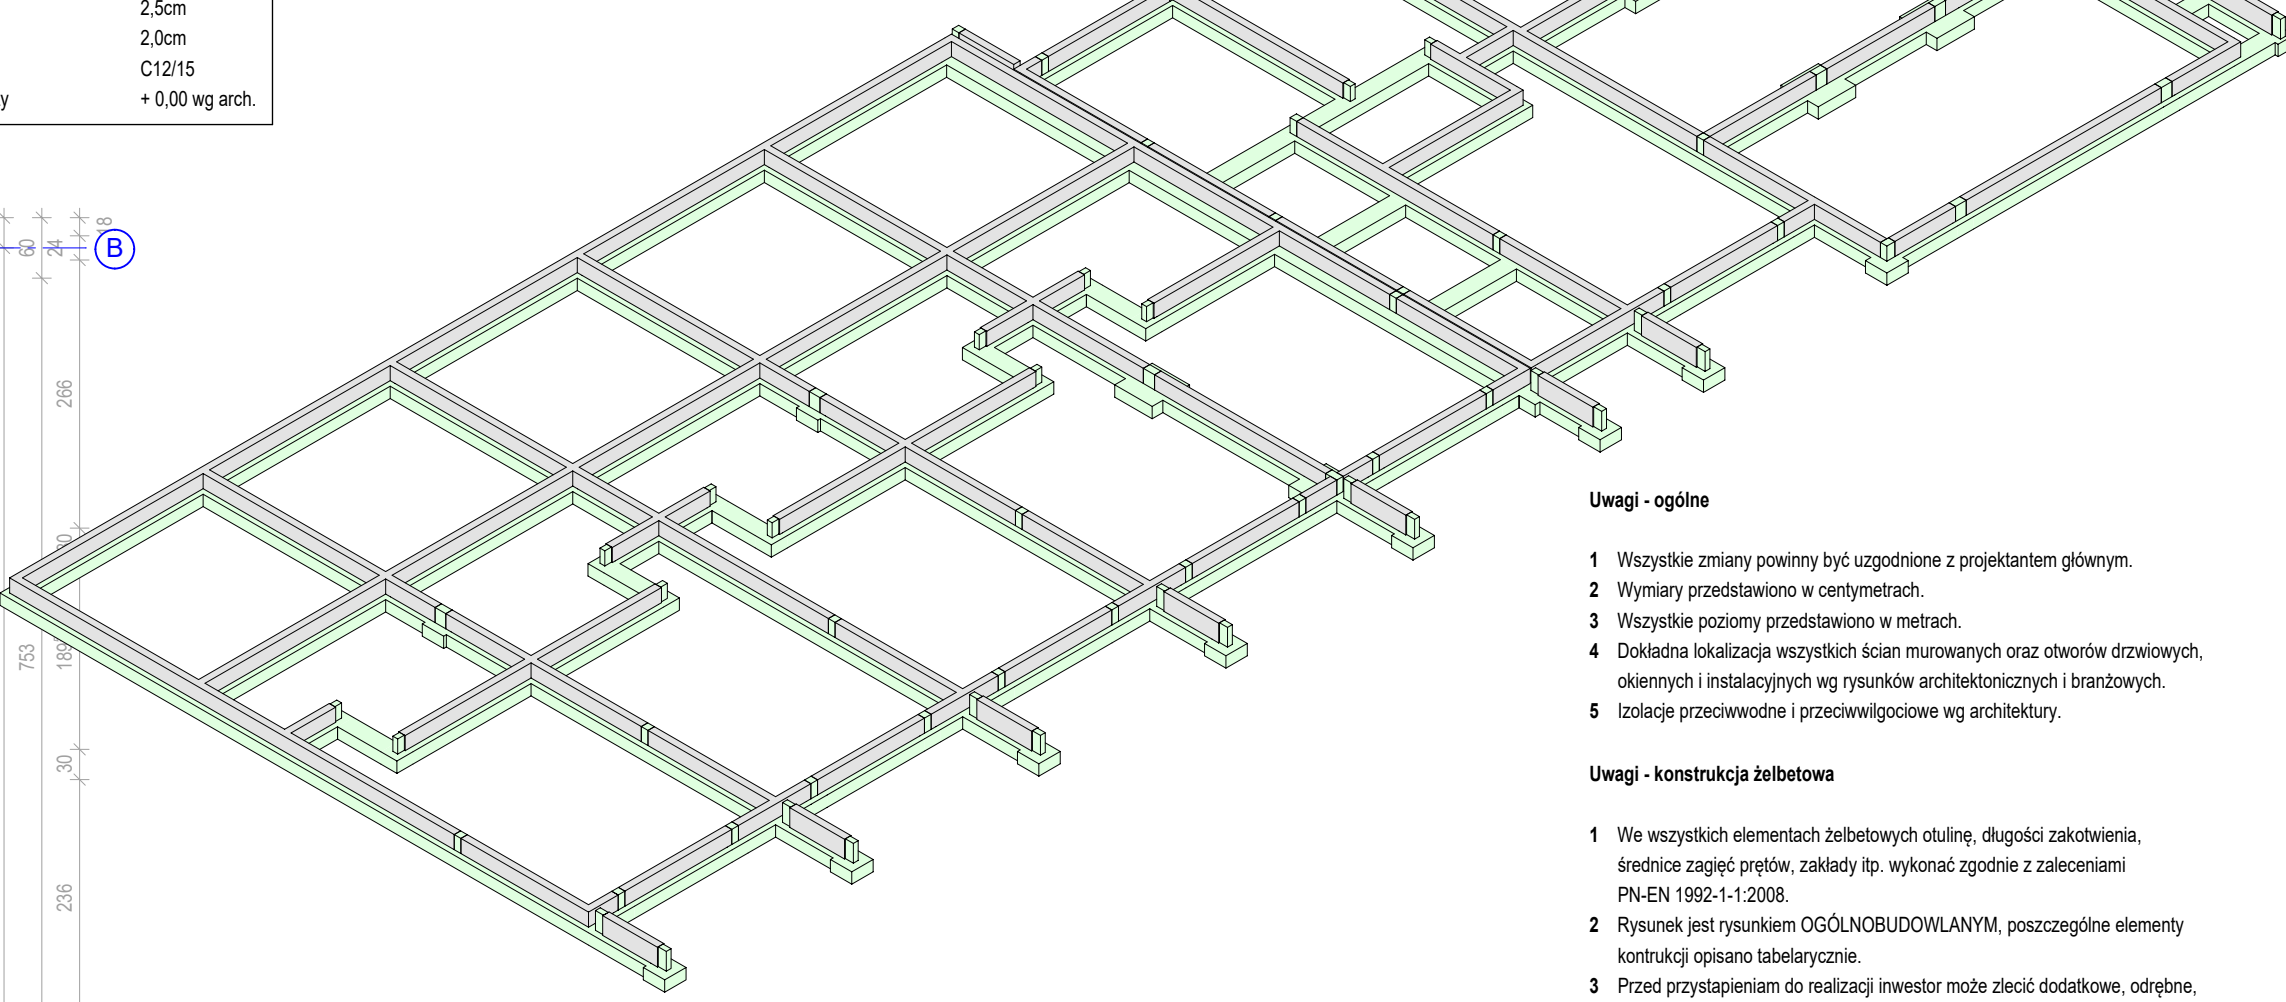 2,5cm
2,0cm
C12/15
y + 0,00 wg arch.
18
60
24
B
266
30
753
189
30
236
Uwagi - ogólne
1 Wszystkie zmiany powinny być uzgodnione z projektantem głównym.
2 Wymiary przedstawiono w centymetrach.
3 Wszystkie poziomy przedstawiono w metrach.
4 Dokładna lokalizacja wszystkich ścian murowanych oraz otworów drzwiowych,
okiennych i instalacyjnych wg rysunków architektonicznych i branżowych.
5 Izolacje przeciwwodne i przeciwwilgociowe wg architektury.
Uwagi - konstrukcja żelbetowa
1 We wszystkich elementach żelbetowych otulinę, długości zakotwienia,
średnice zagięć prętów, zakłady itp. wykonać zgodnie z zaleceniami
PN-EN 1992-1-1:2008.
2 Rysunek jest rysunkiem OGÓLNOBUDOWLANYM, poszczególne elementy
kontrukcji opisano tabelarycznie.
3 Przed przystapieniam do realizacji inwestor może zlecić dodatkowe, odrębne,